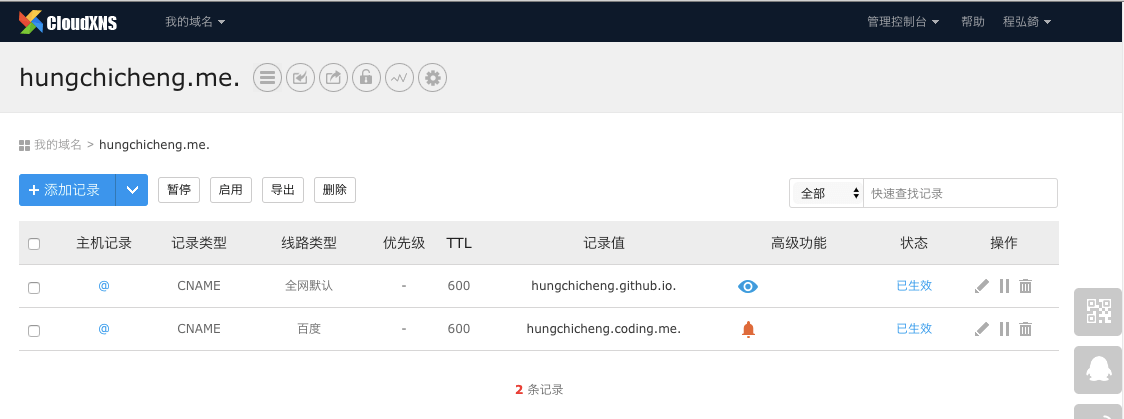 CloudXNS 我的域名 管理控制台 帮助 程弘錡
hungchicheng.me.
我的域名 > hungchicheng.me.
+ 添加记录 暂停 启用 导出 删除 全部 快速查找记录
主机记录 记录类型 线路类型 优先级 TTL 记录值 高级功能 状态 操作
@ CNAME 全网默认 - 600 hungchicheng.github.io. 已生效
@ CNAME 百度 - 600 hungchicheng.coding.me. 已生效
2 条记录